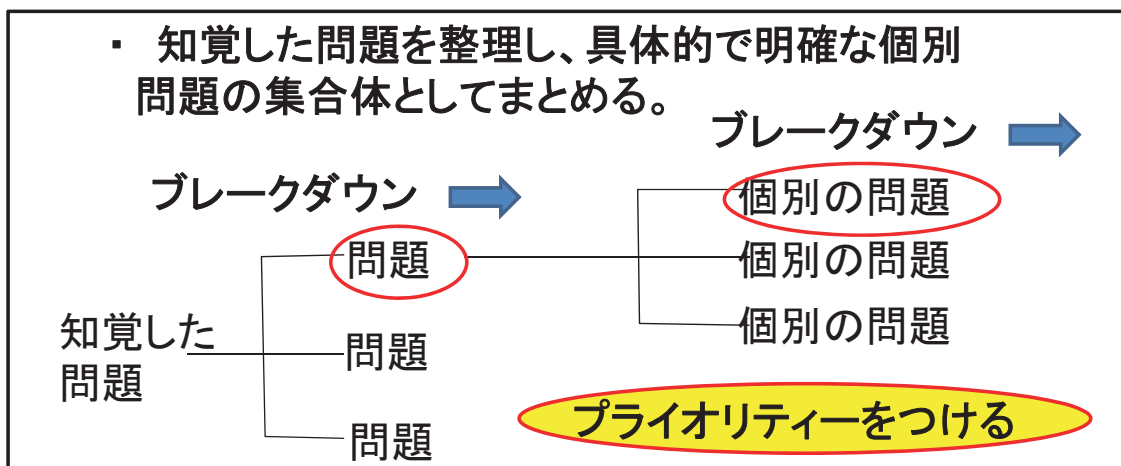 ・ 知覚した問題を整理し、具体的で明確な個別
問題の集合体としてまとめる。
ブレークダウン
ブレークダウン
個別の問題
問題
個別の問題
個別の問題
知覚した
問題
問題
問題
プライオリティーをつける